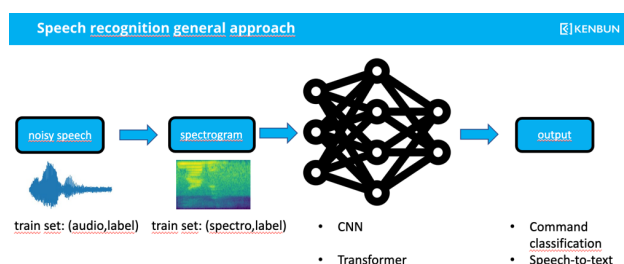 Speech recognition general approach
KENBUN
noisy speech
spectrogram
output
train set: (audio,label)
train set: (spectro,label)
• CNN
• Transformer
• Command
classification
• Speech-to-text